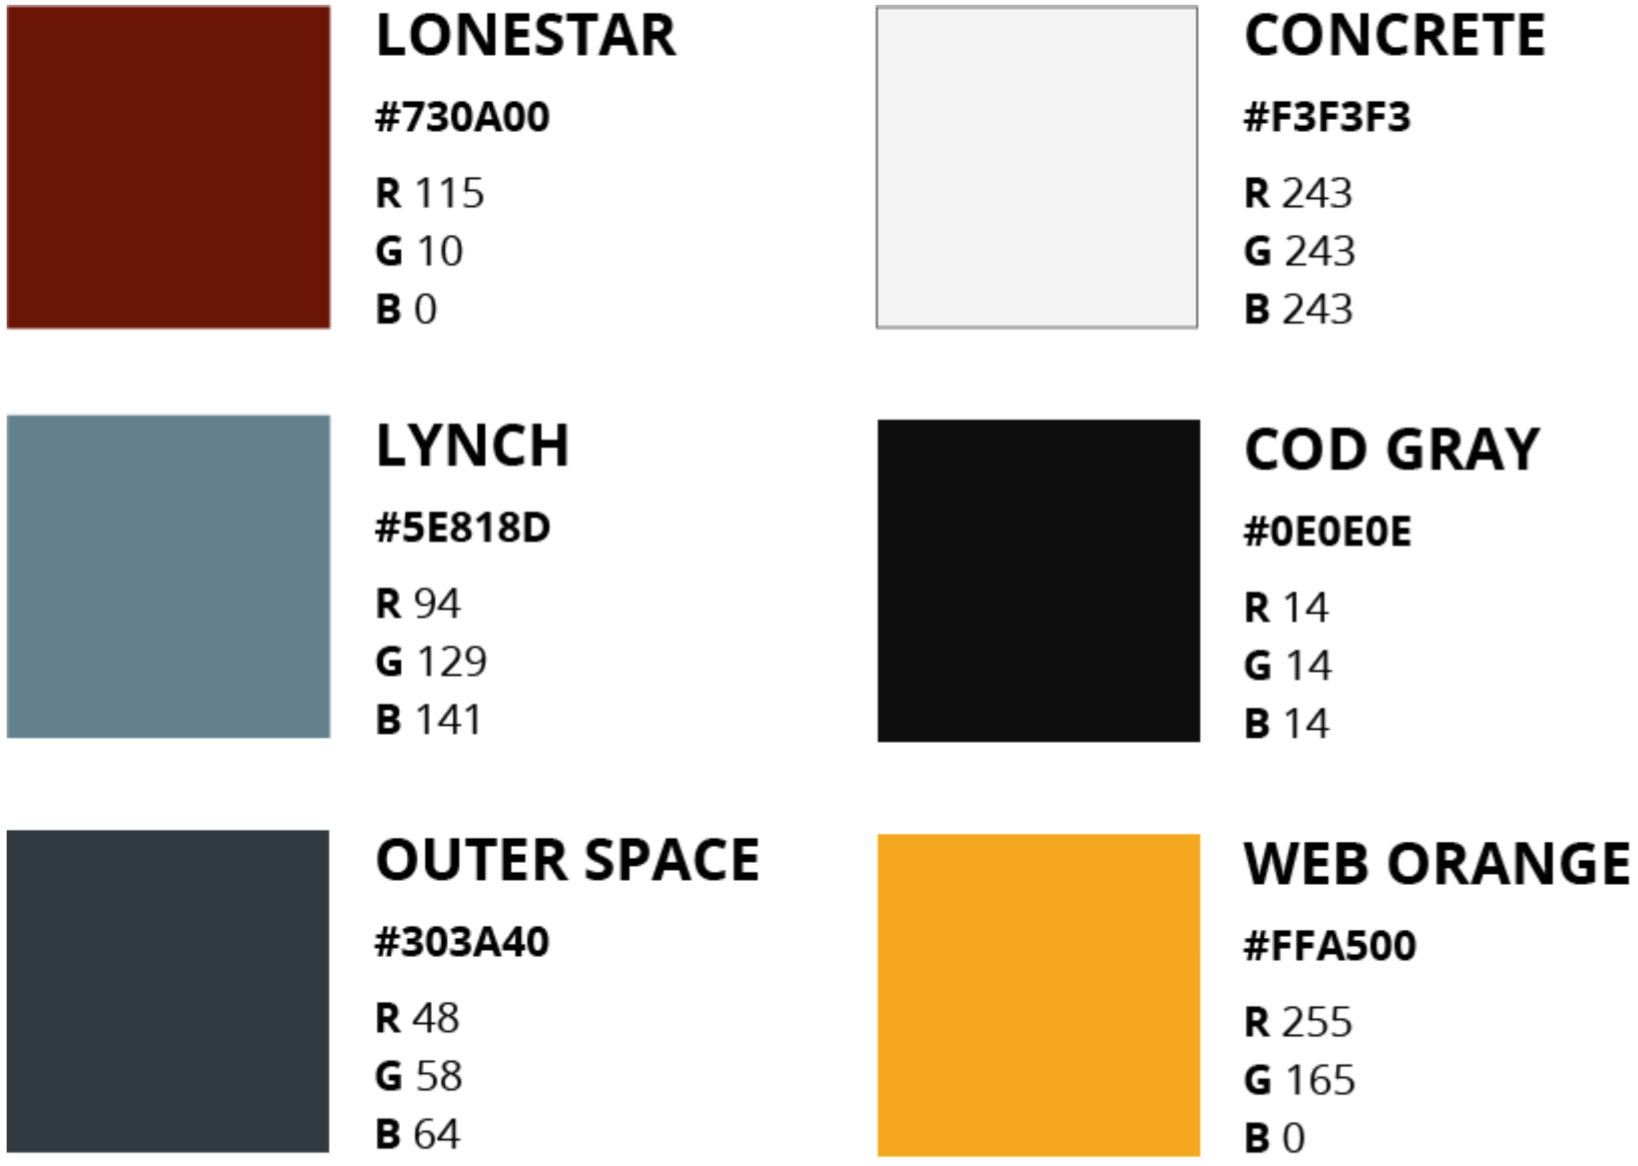 LONESTAR
#730A00
R 115
G 10
B 0
CONCRETE
#F3F3F3
R 243
G 243
B 243
LYNCH
#5E818D
R 94
G 129
B 141
COD GRAY
#0E0E0E
R 14
G 14
B 14
OUTER SPACE
#303A40
R 48
G 58
B 64
WEB ORANGE
#FFA500
R 255
G 165
B 0